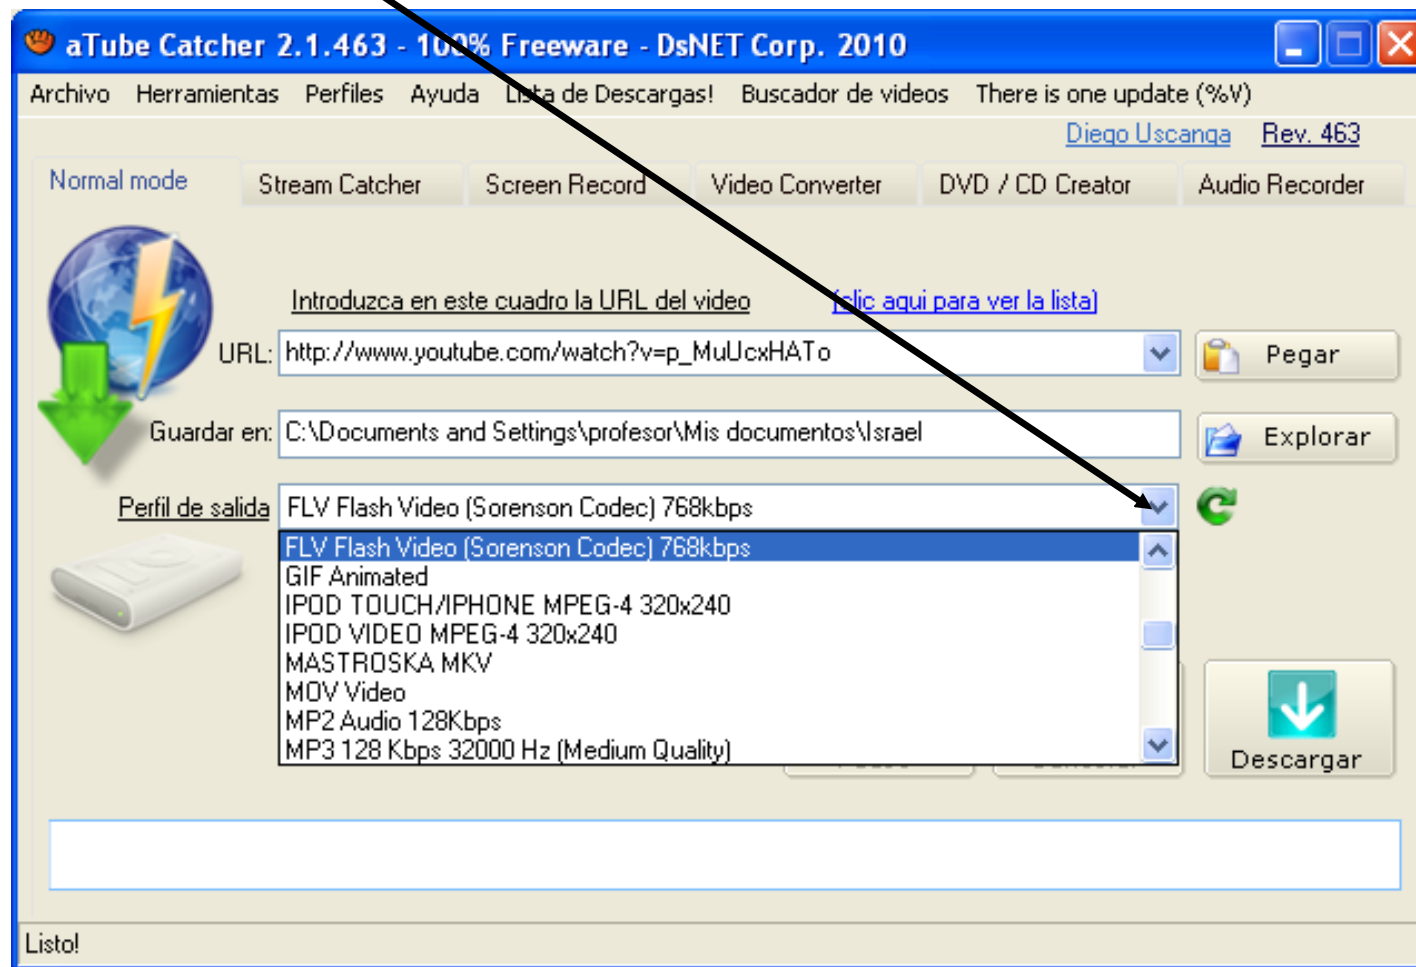 aTube Catcher 2.1.463 - 100% Freeware - DsNET Corp. 2010
Archivo Herramientas Perfiles Ayuda Lista de Descargas! Buscador de videos There is one update (%V)
Diego Uscanga Rev. 463
Normal mode Stream Catcher Screen Record Video Converter DVD / CD Creator Audio Recorder
Introduzca en este cuadro la URL del video (clic aqui para ver la lista)
URL: http://www.youtube.com/watch?v=p_MuUcxHATo Pegar
Guardar en: C:\Documents and Settings\profesor\Mis documentos\Israel Explorar
Perfil de salida FLV Flash Video (Sorenson Codec) 768kbps
FLV Flash Video (Sorenson Codec) 768kbps
GIF Animated
IPOD TOUCH/IPHONE MPEG-4 320x240
IPOD VIDEO MPEG-4 320x240
MASTROSKA MKV
MOV Video
MP2 Audio 128Kbps
MP3 128 Kbps 32000 Hz (Medium Quality)
Descargar
Listo!